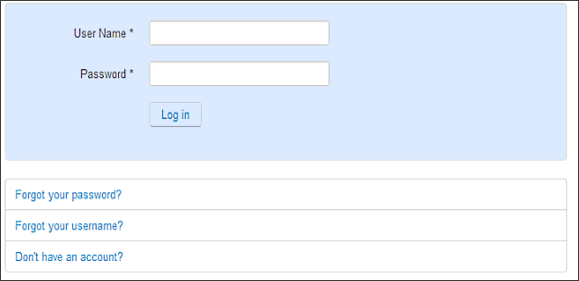 User Name *
Password *
Log in
Forgot your password?
Forgot your username?
Don't have an account?